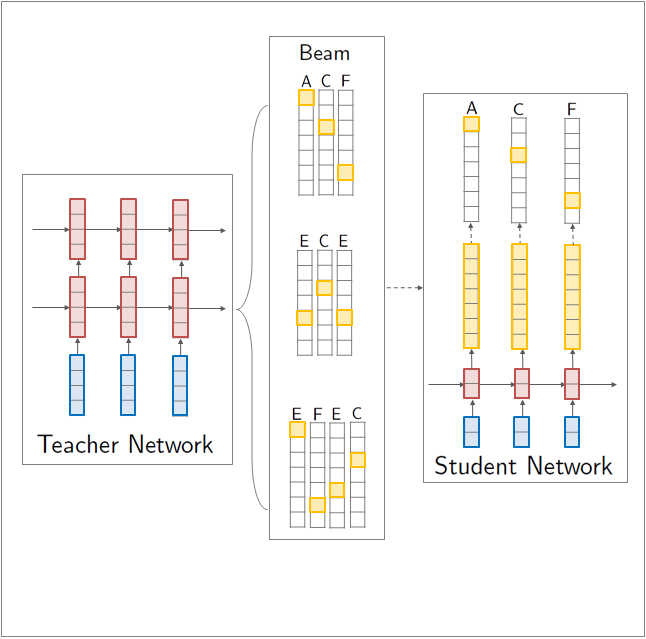 Teacher Network
Beam
A C F
E C E
E F E C
A C F
Student Network